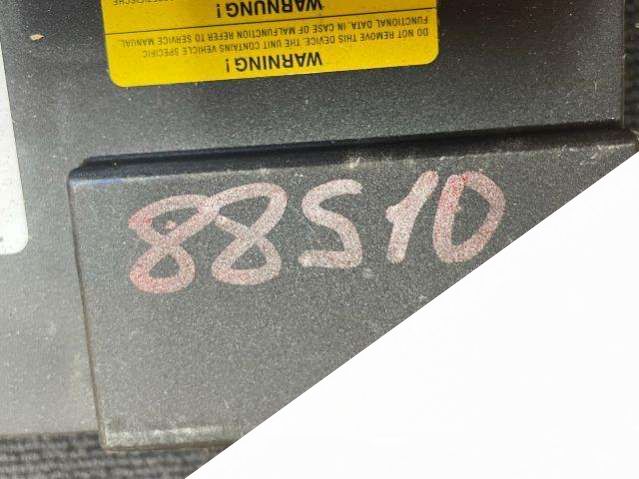 WARNING !
DO NOT REMOVE THIS DEVICE. THE UNIT CONTAINS VEHICLE SPECIFIC
FUNCTIONAL DATA. IN CASE OF MALFUNCTION REFER TO SERVICE MANUAL
WARNUNG !
88510